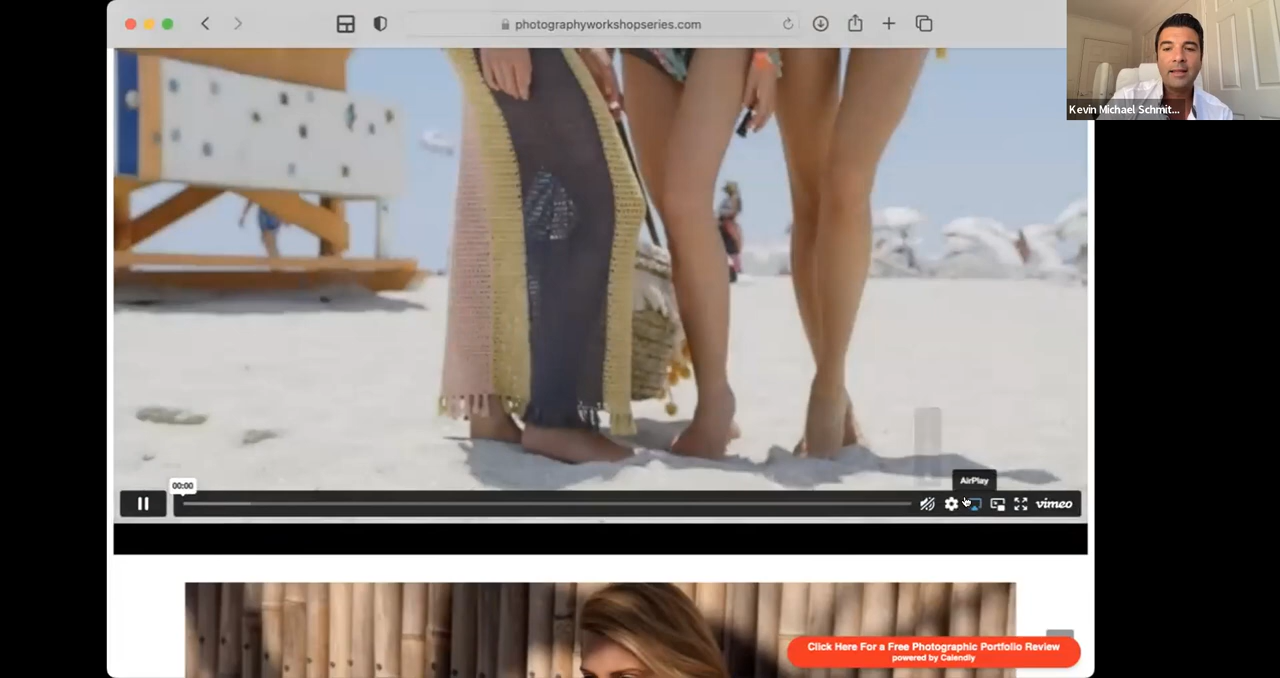 photographyworkshopseries.com
Kevin Michael Schmit...
AirPlay
00:00
vimeo
Click Here For a Free Photographic Portfolio Review
powered by Calendly